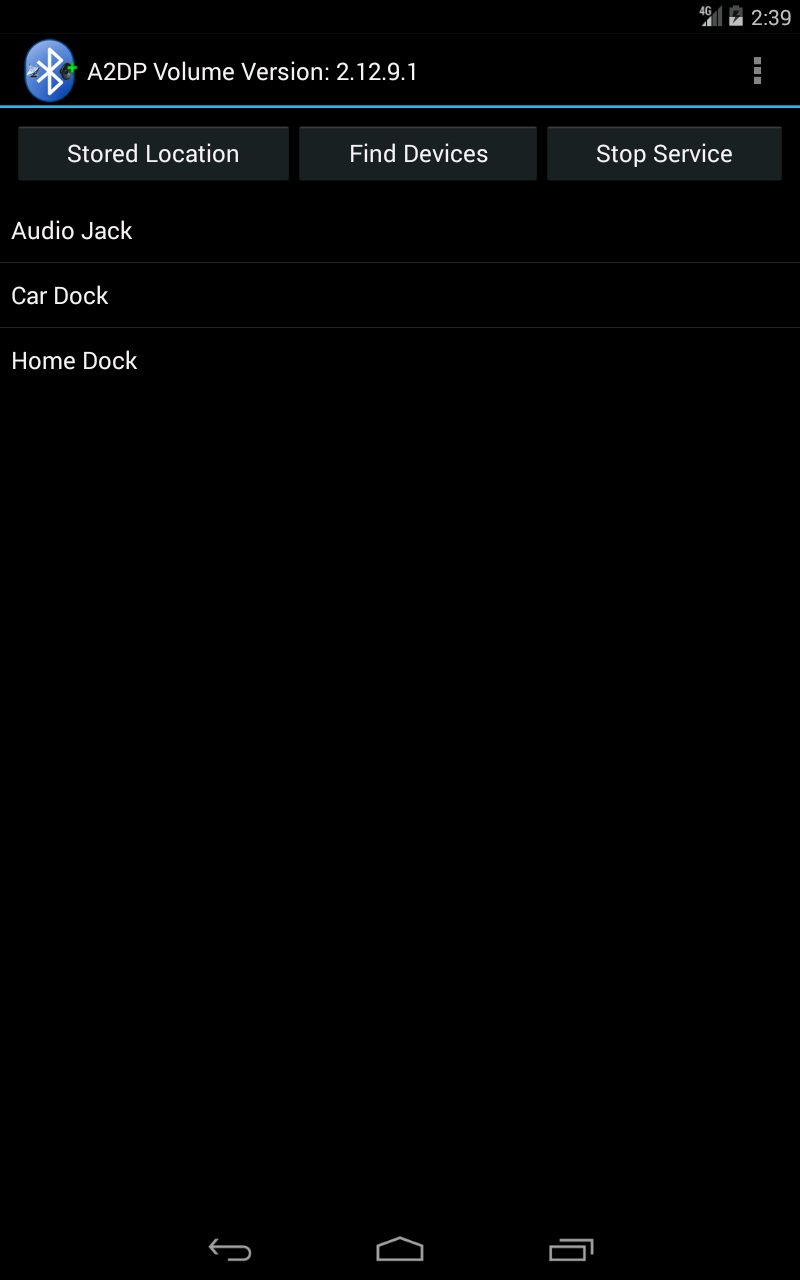 4G 2:39
A2DP Volume Version: 2.12.9.1
Stored Location Find Devices Stop Service
Audio Jack
Car Dock
Home Dock